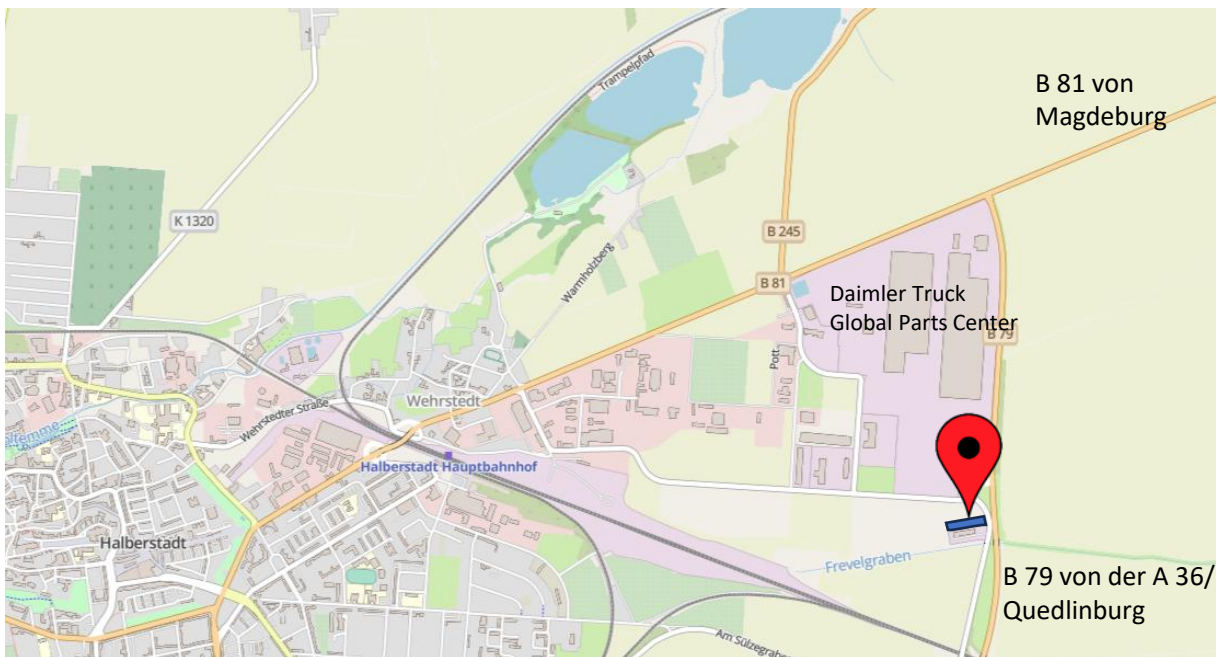 Trampelpfad
B 81 von
Magdeburg
K 1320
B 245
Warmholzberg
B 81
Daimler Truck
Global Parts Center
B 79
Pott.
Wehrstedt
Wehrstedter Straße
Halberstadt Hauptbahnhof
Halberstadt
Frevelgraben
B 79 von der A 36/
Quedlinburg
Am Sülzegraben